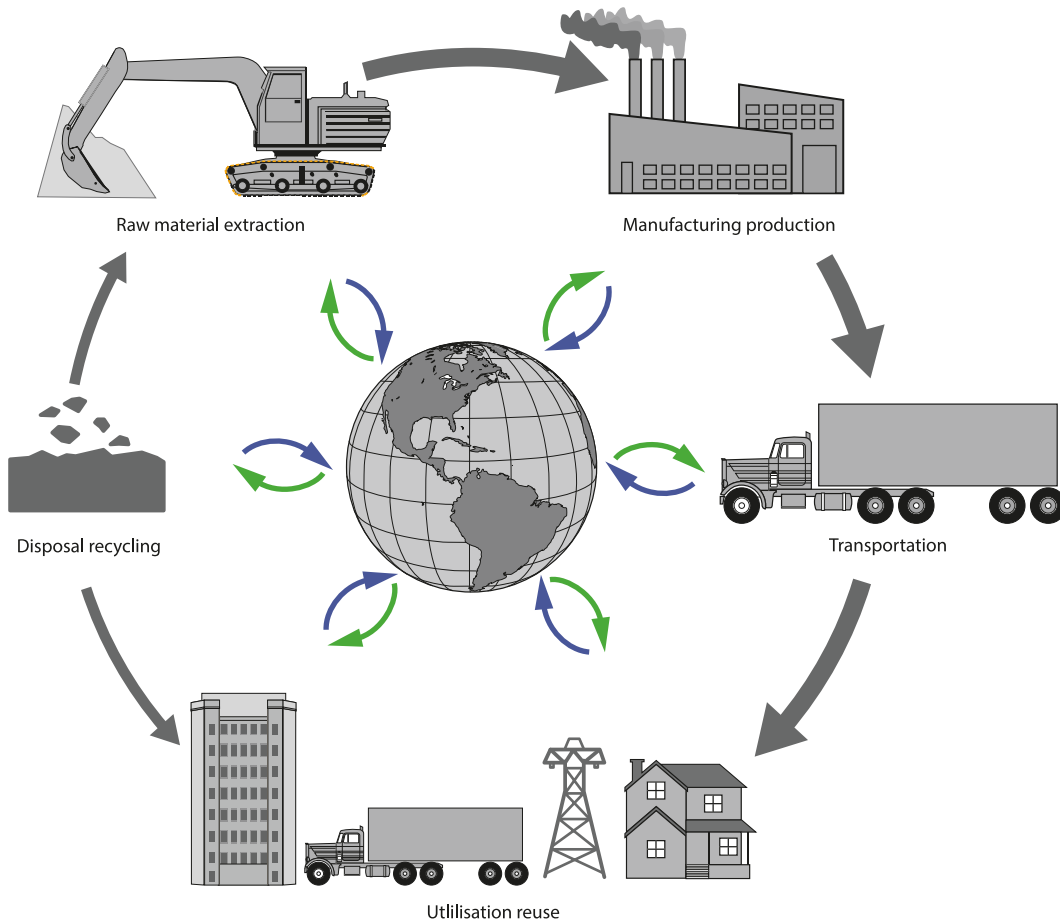 Raw material extraction
Manufacturing production
Disposal recycling
Transportation
Utlilisation reuse